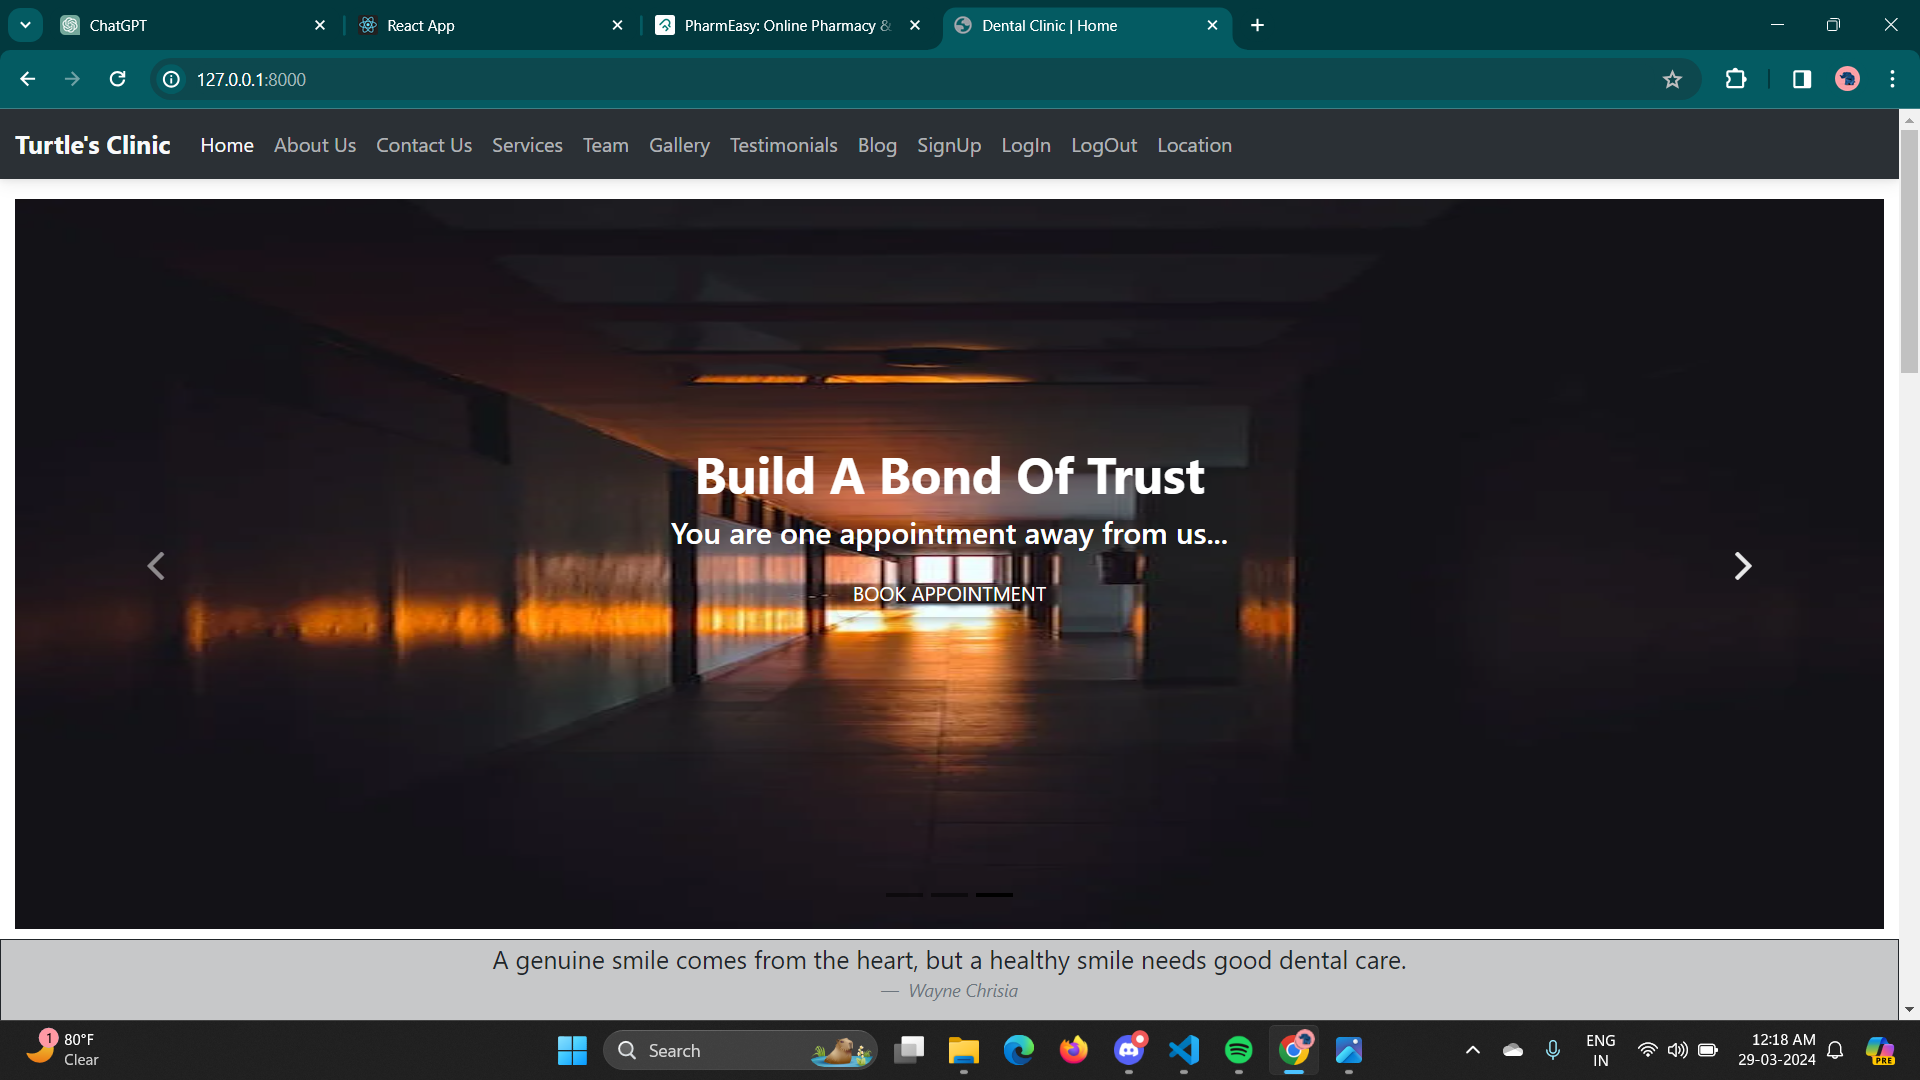 ChatGPT
React App
PharmEasy: Online Pharmacy &
Dental Clinic | Home
127.0.0.1:8000
Turtle's Clinic Home About Us Contact Us Services Team Gallery Testimonials Blog SignUp LogIn LogOut Location
Build A Bond Of Trust
You are one appointment away from us...
BOOK APPOINTMENT
A genuine smile comes from the heart, but a healthy smile needs good dental care.
— Wayne Chrisia
1
80°F
Clear
Search
ENG
IN
12:18 AM
29-03-2024
PRE